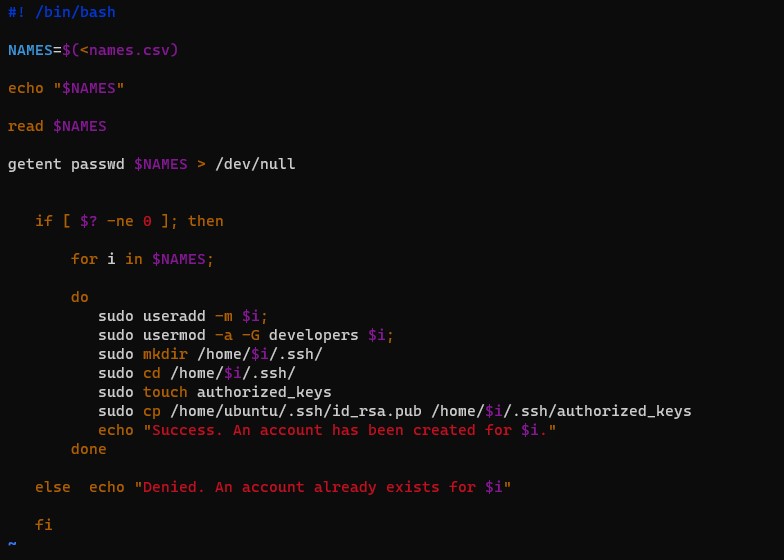 #! /bin/bash
NAMES=$(<names.csv)
echo "$NAMES"
read $NAMES
getent passwd $NAMES > /dev/null
if [ $? -ne 0 ]; then
for i in $NAMES;
do
sudo useradd -m $i;
sudo usermod -a -G developers $i;
sudo mkdir /home/$i/.ssh/
sudo cd /home/$i/.ssh/
sudo touch authorized_keys
sudo cp /home/ubuntu/.ssh/id_rsa.pub /home/$i/.ssh/authorized_keys
echo "Success. An account has been created for $i."
done
else  echo "Denied. An account already exists for $i"
fi
~